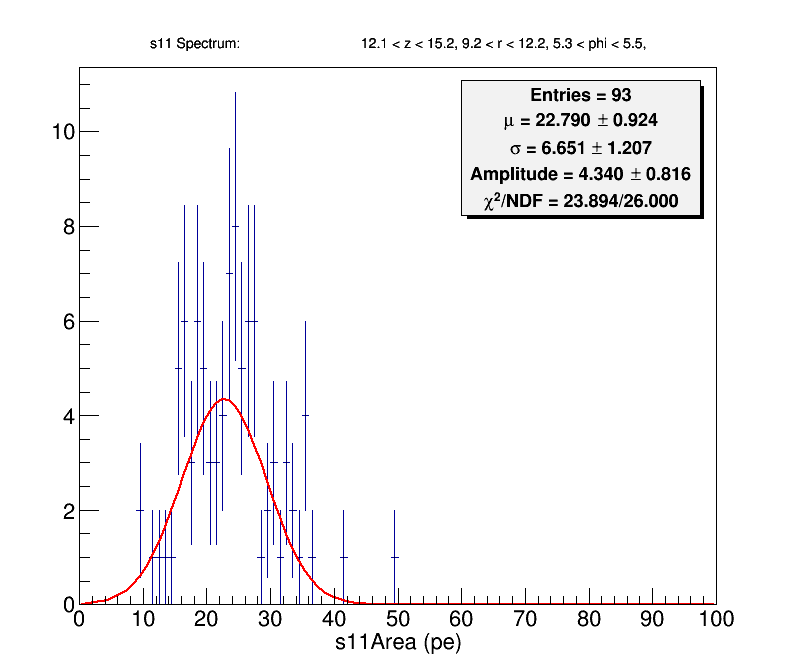 s11 Spectrum: 12.1 < z < 15.2, 9.2 < r < 12.2, 5.3 < phi < 5.5,
Entries = 93
μ = 22.790 ± 0.924
σ = 6.651 ± 1.207
Amplitude = 4.340 ± 0.816
χ²/NDF = 23.894/26.000
10
8
6
4
2
0
0 10 20 30 40 50 60 70 80 90 100
s11Area (pe)